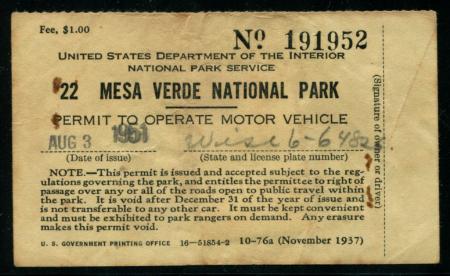 Fee, $1.00
No 191952
UNITED STATES DEPARTMENT OF THE INTERIOR
NATIONAL PARK SERVICE
'22 MESA VERDE NATIONAL PARK
PERMIT TO OPERATE MOTOR VEHICLE
AUG 3 1951 Wisc 6-648
(Date of issue) (State and license plate number)
NOTE.—This permit is issued and accepted subject to the reg-
ulations governing the park, and entitles the permittee to right of
passage over any or all of the roads open to public travel within
the park. It is void after December 31 of the year of issue and
is not transferable to any other car. It must be kept convenient
and must be exhibited to park rangers on demand. Any erasure
makes this permit void.
U. S. GOVERNMENT PRINTING OFFICE 16—51854-2 10-76a (November 1937)
(Signature of owner or driver)